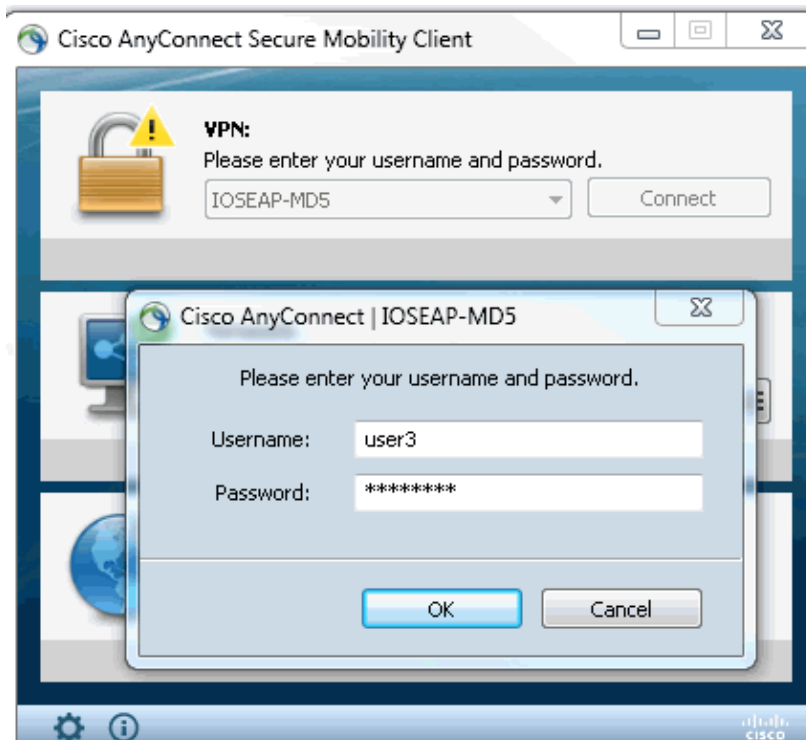 Cisco AnyConnect Secure Mobility Client
VPN:
Please enter your username and password.
IOSEAP-MD5
Connect
Cisco AnyConnect | IOSEAP-MD5
Please enter your username and password.
Username:
user3
Password:
********
OK
Cancel
CISCO